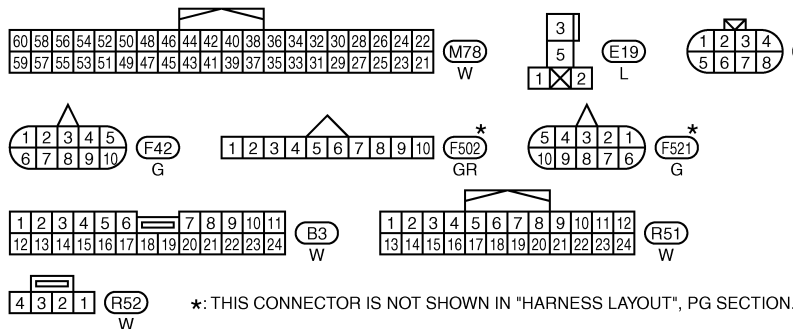 60 58 56 54 52 50 48 46 44 42 40 38 36 34 32 30 28 26 24 22
59 57 55 53 51 49 47 45 43 41 39 37 35 33 31 29 27 25 23 21
M78
W
3
5
1 2
E19
L
1 2 3 4
5 6 7 8
1 2 3 4 5
6 7 8 9 10
F42
G
1 2 3 4 5 6 7 8 9 10
*
F502
GR
5 4 3 2 1
10 9 8 7 6
*
F521
G
1 2 3 4 5 6 7 8 9 10 11
12 13 14 15 16 17 18 19 20 21 22 23 24
B3
W
1 2 3 4 5 6 7 8 9 10 11 12
13 14 15 16 17 18 19 20 21 22 23 24
R51
W
4 3 2 1
R52
W
*: THIS CONNECTOR IS NOT SHOWN IN "HARNESS LAYOUT", PG SECTION.